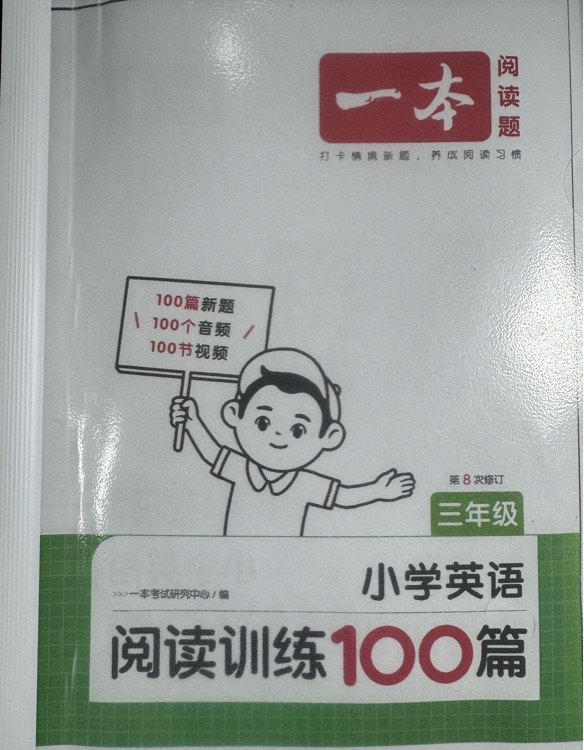 一本
阅读题
打卡情境新题，养成阅读习惯
100篇新题
100个音频
100节视频
第8次修订
三年级
小学英语
>>>一本考试研究中心/编
阅读训练100篇